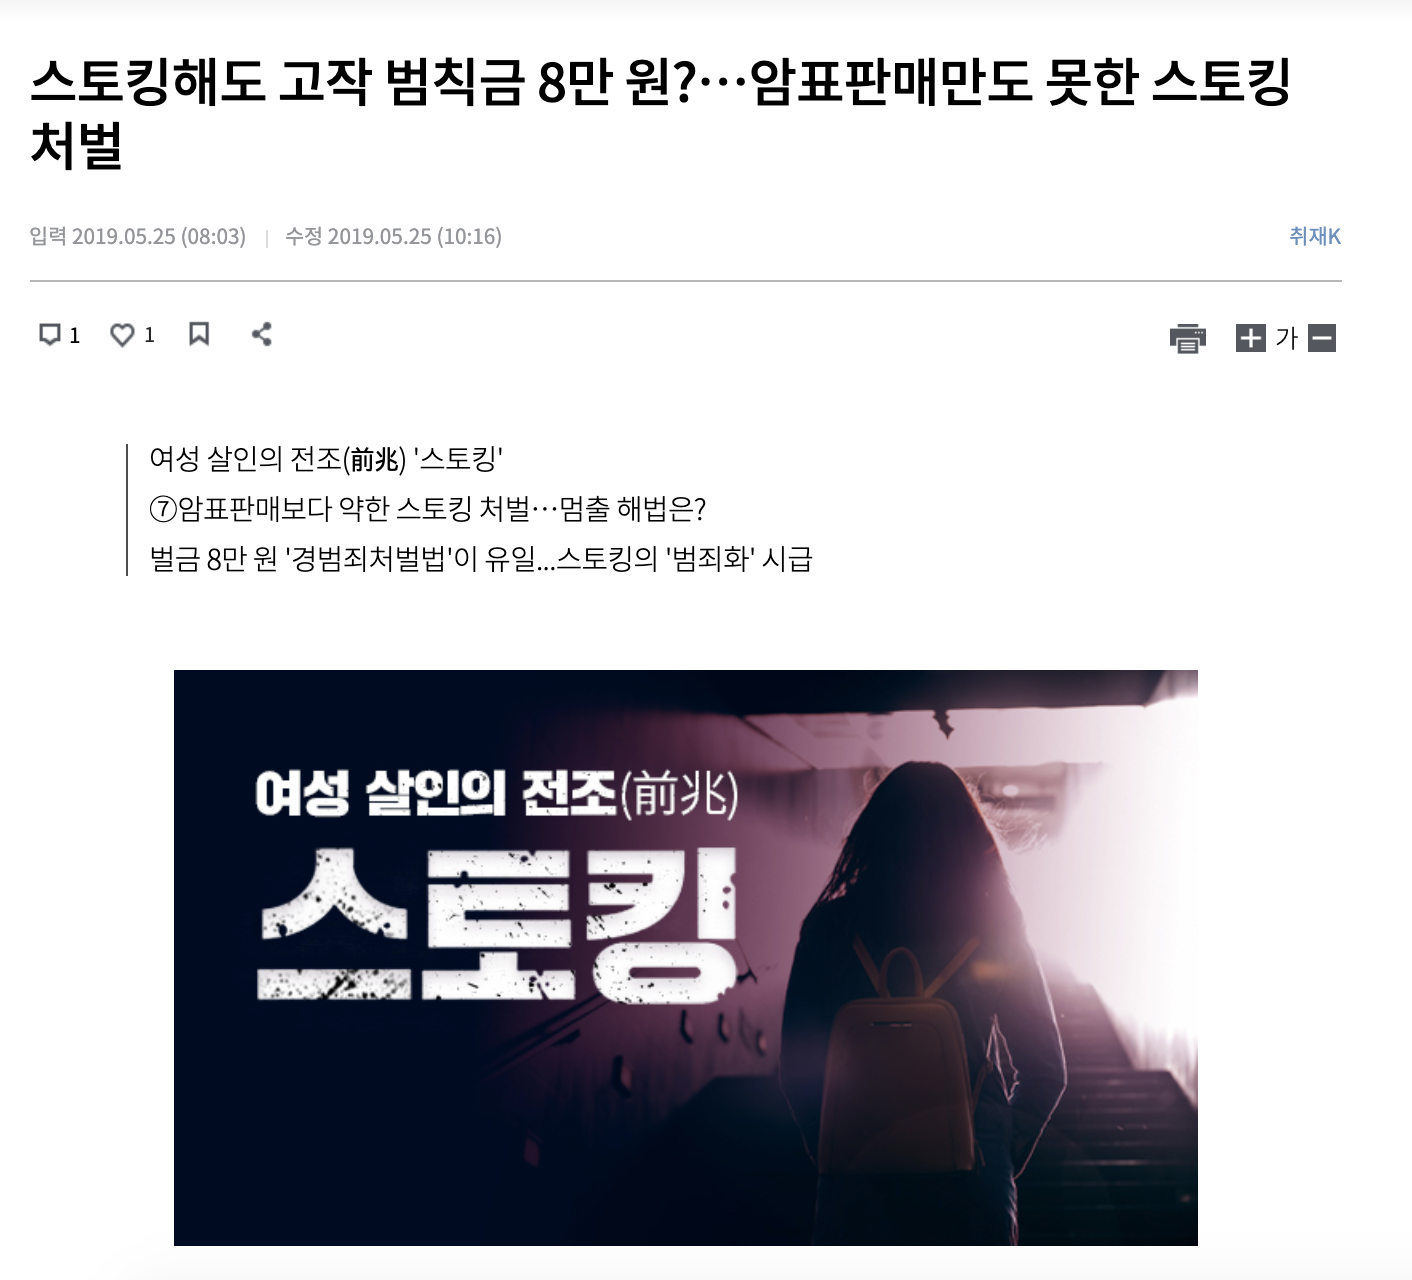 스토킹해도 고작 범칙금 8만 원?…암표판매만도 못한 스토킹
처벌
입력 2019.05.25 (08:03) | 수정 2019.05.25 (10:16) 취재K
1 1 가
여성 살인의 전조(前兆) '스토킹'
⑦암표판매보다 약한 스토킹 처벌…멈출 해법은?
벌금 8만 원 '경범죄처벌법'이 유일...스토킹의 '범죄화' 시급
여성 살인의 전조(前兆)
스토킹